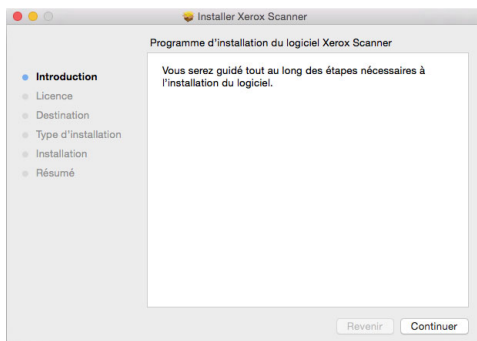 Installer Xerox Scanner
Programme d'installation du logiciel Xerox Scanner
Introduction
Licence
Destination
Type d'installation
Installation
Résumé
Vous serez guidé tout au long des étapes nécessaires à
l'installation du logiciel.
Revenir
Continuer